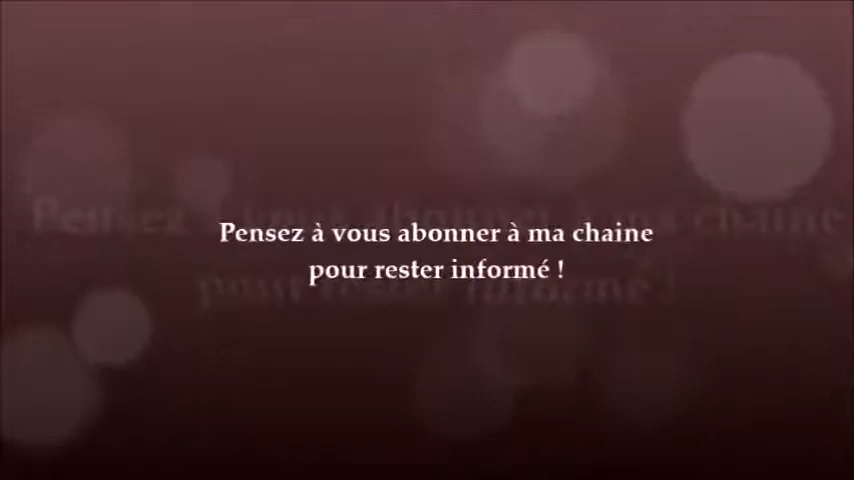 Pensez à vous abonner à ma chaine
pour rester informé !